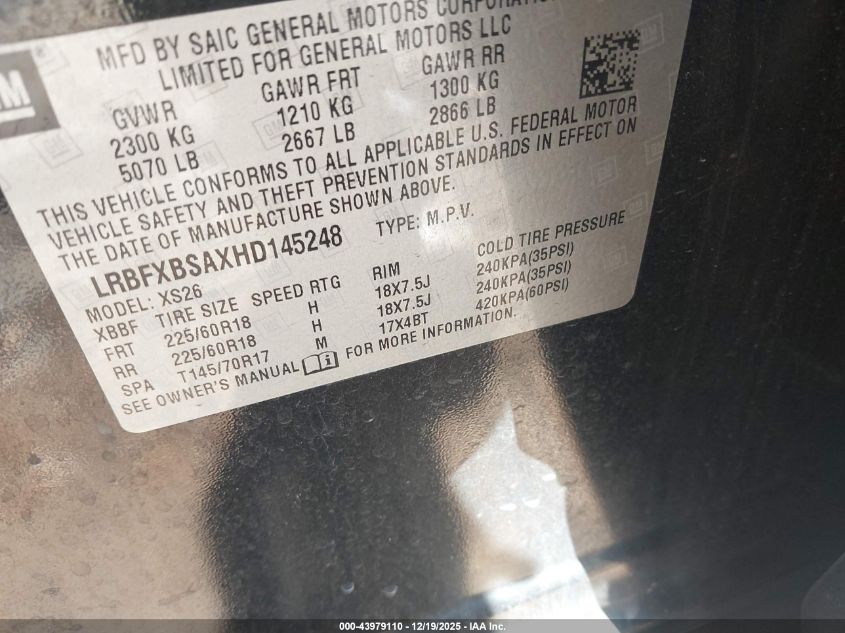 GM
MFD BY SAIC GENERAL MOTORS CORPORATION
LIMITED FOR GENERAL MOTORS LLC
GVWR GAWR FRT GAWR RR
2300 KG 1210 KG 1300 KG
5070 LB 2667 LB 2866 LB
THIS VEHICLE CONFORMS TO ALL APPLICABLE U.S. FEDERAL MOTOR
VEHICLE SAFETY AND THEFT PREVENTION STANDARDS IN EFFECT ON
THE DATE OF MANUFACTURE SHOWN ABOVE.
LRBFXBSAXHD145248 TYPE: M.P.V.
MODEL: XS26
XBBF TIRE SIZE SPEED RTG RIM COLD TIRE PRESSURE
FRT 225/60R18 H 18X7.5J 240KPA(35PSI)
RR 225/60R18 H 18X7.5J 240KPA(35PSI)
SPA T145/70R17 M 17X4BT 420KPA(60PSI)
SEE OWNER'S MANUAL FOR MORE INFORMATION.
000-43979110 - 12/19/2025 - IAA Inc.